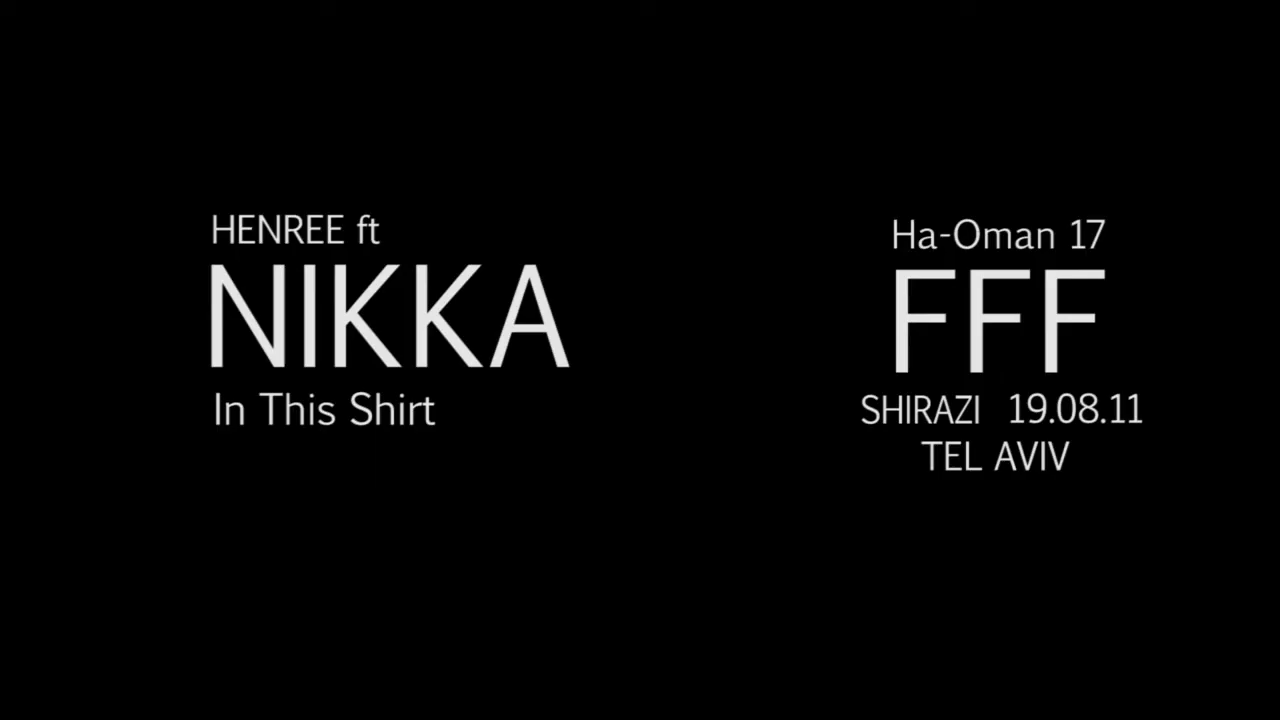 HENREE ft
NIKKA
In This Shirt
Ha-Oman 17
FFF
SHIRAZI 19.08.11
TEL AVIV